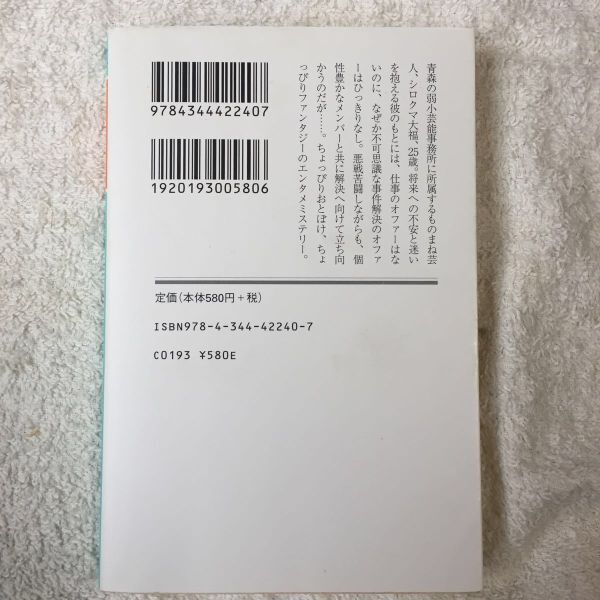 青森の弱小芸能事務所に所属するものまね芸
人、シロクマ大福、25歳。将来への不安と迷い
を抱える彼のもとには、仕事のオファーはな
いのに、なぜか不可思議な事件解決のオファ
ーはひっきりなし。悪戦苦闘しながらも、個
性豊かなメンバーと共に解決へ向けて立ち向
かうのだが……。ちょっぴりおとぼけ、ちょ
っぴりファンタジーのエンタメミステリー。
9784344422407
1920193005806
定価(本体580円+税)
ISBN978-4-344-42240-7
C0193 ¥580E